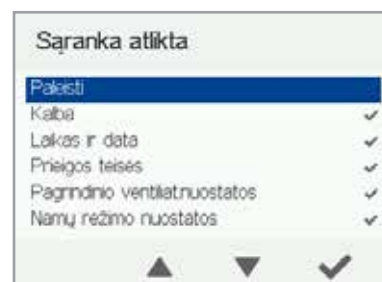 Sąranka atlikta
Paleisti
Kalba
Laikas ir data
Prieigos teisės
Pagrindinio ventiliat.nuostatos
Namų režimo nuostatos